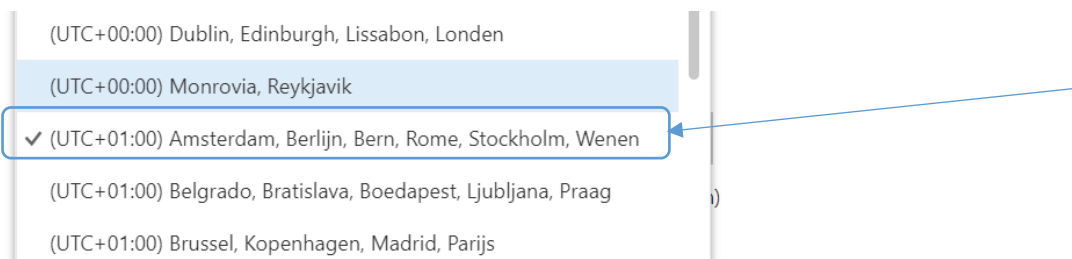 (UTC+00:00) Dublin, Edinburgh, Lissabon, Londen
(UTC+00:00) Monrovia, Reykjavik
(UTC+01:00) Amsterdam, Berlijn, Bern, Rome, Stockholm, Wenen
(UTC+01:00) Belgrado, Bratislava, Boedapest, Ljubljana, Praag
(UTC+01:00) Brussel, Kopenhagen, Madrid, Parijs